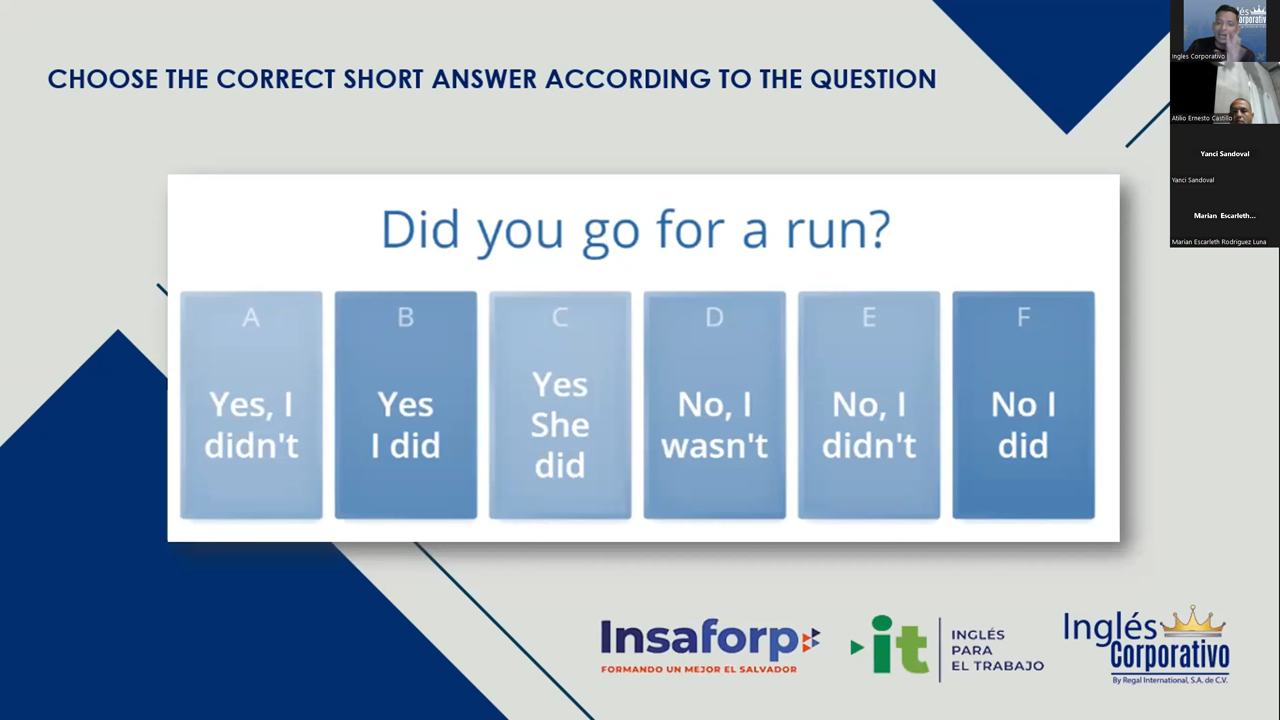 CHOOSE THE CORRECT SHORT ANSWER ACCORDING TO THE QUESTION
Did you go for a run?
A
Yes, I
didn't
B
Yes
I did
C
Yes
She
did
D
No, I
wasn't
E
No, I
didn't
F
No I
did
Insaforp
FORMANDO UN MEJOR EL SALVADOR
it
INGLÉS
PARA
EL TRABAJO
Inglés
Corporativo
By Regal International, S.A. de C.V.
Ingles Corporativo
Atilio Ernesto Castillo
Yanci Sandoval
Yanci Sandoval
Marian Escarleth...
Marian Escarleth Rodriguez Luna